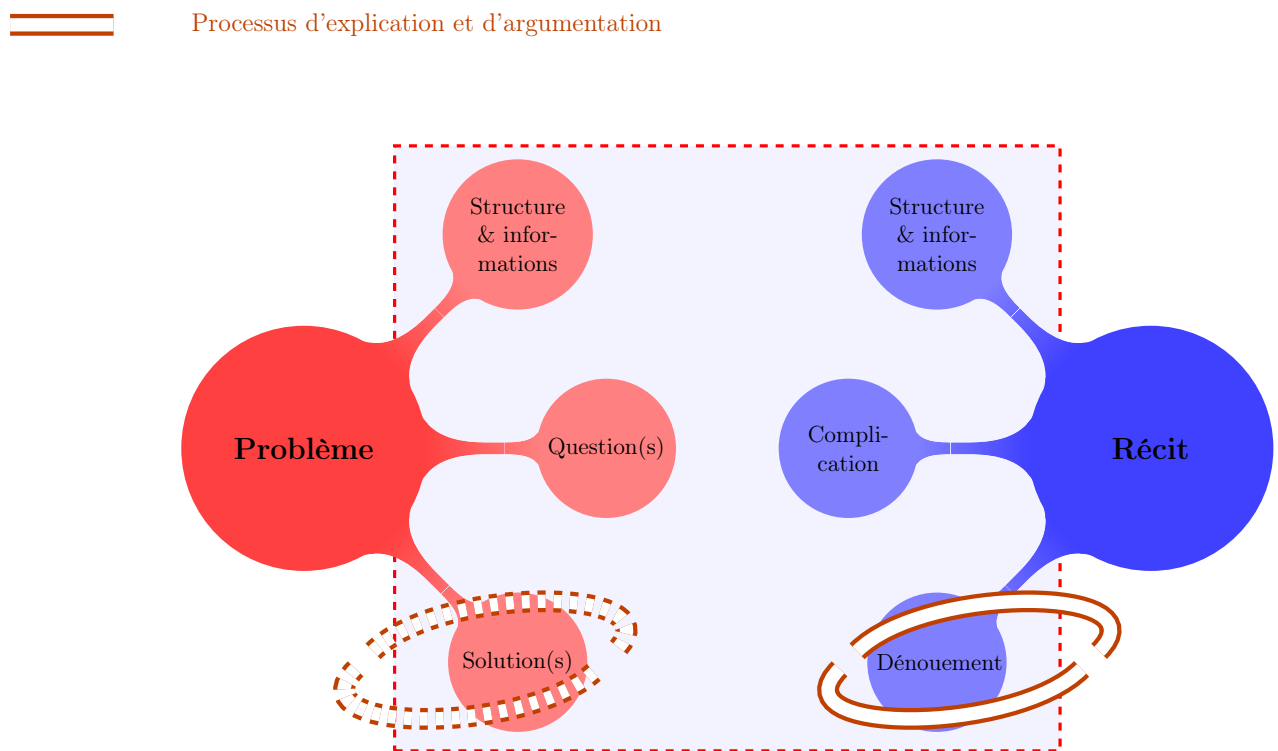 Processus d'explication et d'argumentation
Structure
& infor-
mations
Structure
& infor-
mations
Problème
Question(s)
Compli-
cation
Récit
Solution(s)
Dénouement